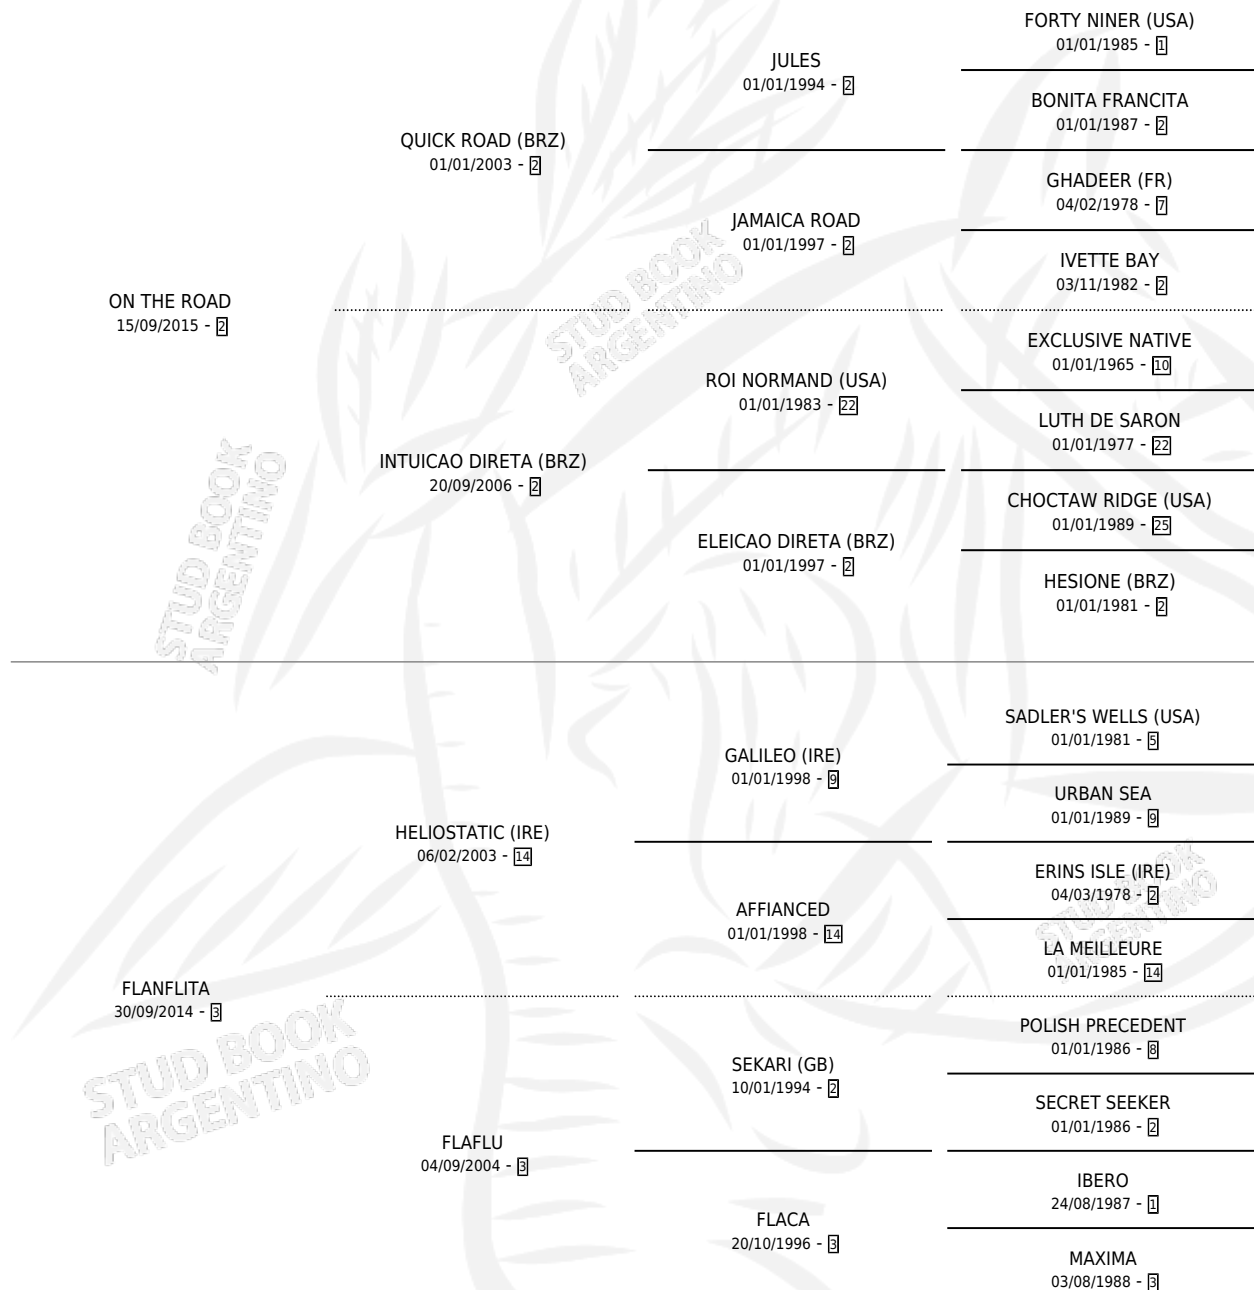 FORTY NINER (USA)
01/01/1985 - 1
JULES
01/01/1994 - 2
BONITA FRANCITA
01/01/1987 - 2
QUICK ROAD (BRZ)
01/01/2003 - 2
GHADEER (FR)
04/02/1978 - 7
JAMAICA ROAD
01/01/1997 - 2
IVETTE BAY
03/11/1982 - 2
ON THE ROAD
15/09/2015 - 2
EXCLUSIVE NATIVE
01/01/1965 - 10
ROI NORMAND (USA)
01/01/1983 - 22
LUTH DE SARON
01/01/1977 - 22
INTUICAO DIRETA (BRZ)
20/09/2006 - 2
CHOCTAW RIDGE (USA)
01/01/1989 - 25
ELEICAO DIRETA (BRZ)
01/01/1997 - 2
HESIONE (BRZ)
01/01/1981 - 2
SADLER'S WELLS (USA)
01/01/1981 - 5
GALILEO (IRE)
01/01/1998 - 9
URBAN SEA
01/01/1989 - 9
HELIOSTATIC (IRE)
06/02/2003 - 14
ERINS ISLE (IRE)
04/03/1978 - 2
AFFIANCED
01/01/1998 - 14
LA MEILLEURE
01/01/1985 - 14
FLANFLITA
30/09/2014 - 3
POLISH PRECEDENT
01/01/1986 - 8
SEKARI (GB)
10/01/1994 - 2
SECRET SEEKER
01/01/1986 - 2
FLAFLU
04/09/2004 - 3
IBERO
24/08/1987 - 1
FLACA
20/10/1996 - 3
MAXIMA
03/08/1988 - 3
STUD BOOK
ARGENTINO
STUD BOOK
ARGENTINO
STUD BOOK
ARGENTINO
STUD BOOK
ARGENTINO